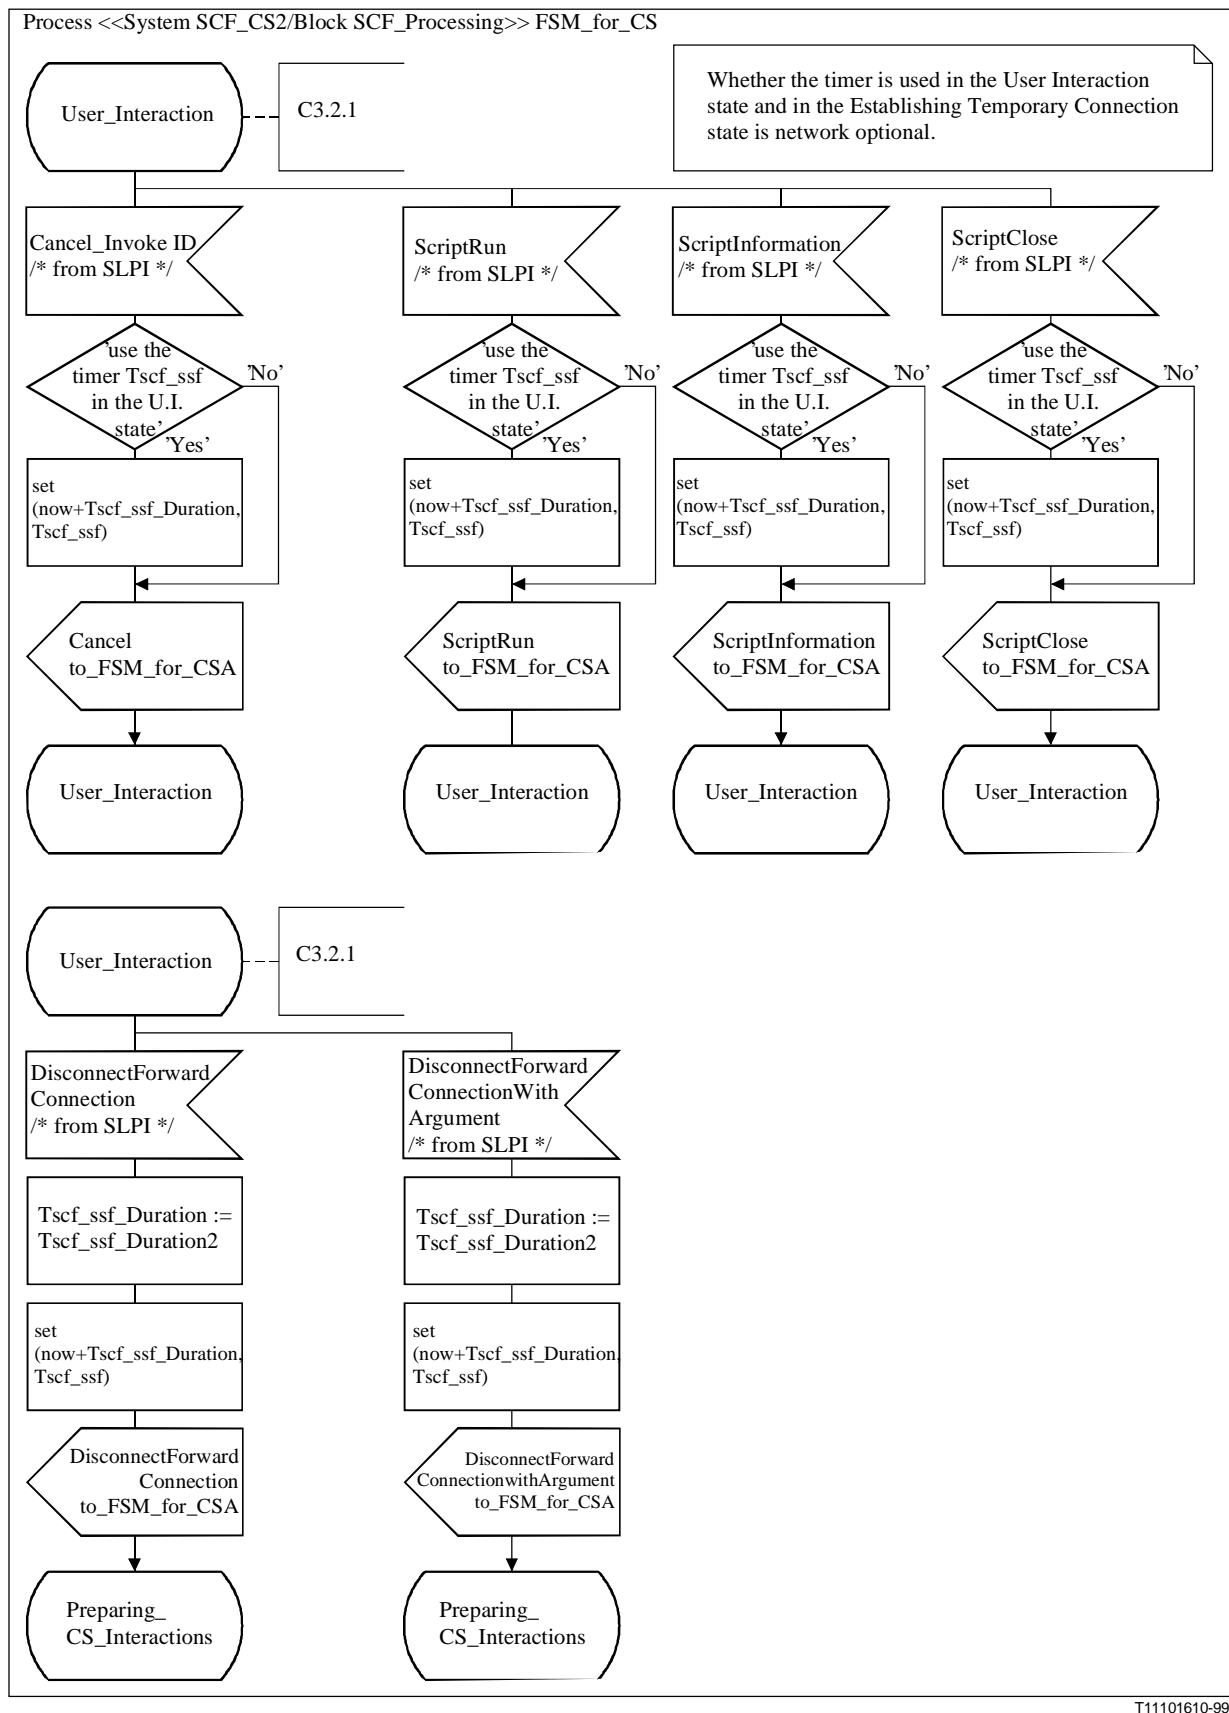 Process <<System SCF_CS2/Block SCF_Processing>> FSM_for_CS
User_Interaction
C3.2.1
Whether the timer is used in the User Interaction
state and in the Establishing Temporary Connection
state is network optional.
Cancel_Invoke ID
/* from SLPI */
ScriptRun
/* from SLPI */
ScriptInformation
/* from SLPI */
ScriptClose
/* from SLPI */
'use the
timer Tscf_ssf
in the U.I.
state'
'No'
'Yes'
'use the
timer Tscf_ssf
in the U.I.
state'
'No'
'Yes'
'use the
timer Tscf_ssf
in the U.I.
state'
'No'
'Yes'
'use the
timer Tscf_ssf
in the U.I.
state'
'No'
'Yes'
set
(now+Tscf_ssf_Duration,
Tscf_ssf)
set
(now+Tscf_ssf_Duration,
Tscf_ssf)
set
(now+Tscf_ssf_Duration,
Tscf_ssf)
set
(now+Tscf_ssf_Duration,
Tscf_ssf)
Cancel
to_FSM_for_CSA
ScriptRun
to_FSM_for_CSA
ScriptInformation
to_FSM_for_CSA
ScriptClose
to_FSM_for_CSA
User_Interaction
User_Interaction
User_Interaction
User_Interaction
User_Interaction
C3.2.1
DisconnectForward
Connection
/* from SLPI */
DisconnectForward
ConnectionWith
Argument
/* from SLPI */
Tscf_ssf_Duration :=
Tscf_ssf_Duration2
Tscf_ssf_Duration :=
Tscf_ssf_Duration2
set
(now+Tscf_ssf_Duration,
Tscf_ssf)
set
(now+Tscf_ssf_Duration,
Tscf_ssf)
DisconnectForward
Connection
to_FSM_for_CSA
DisconnectForward
ConnectionwithArgument
to_FSM_for_CSA
Preparing_
CS_Interactions
Preparing_
CS_Interactions
T11101610-99